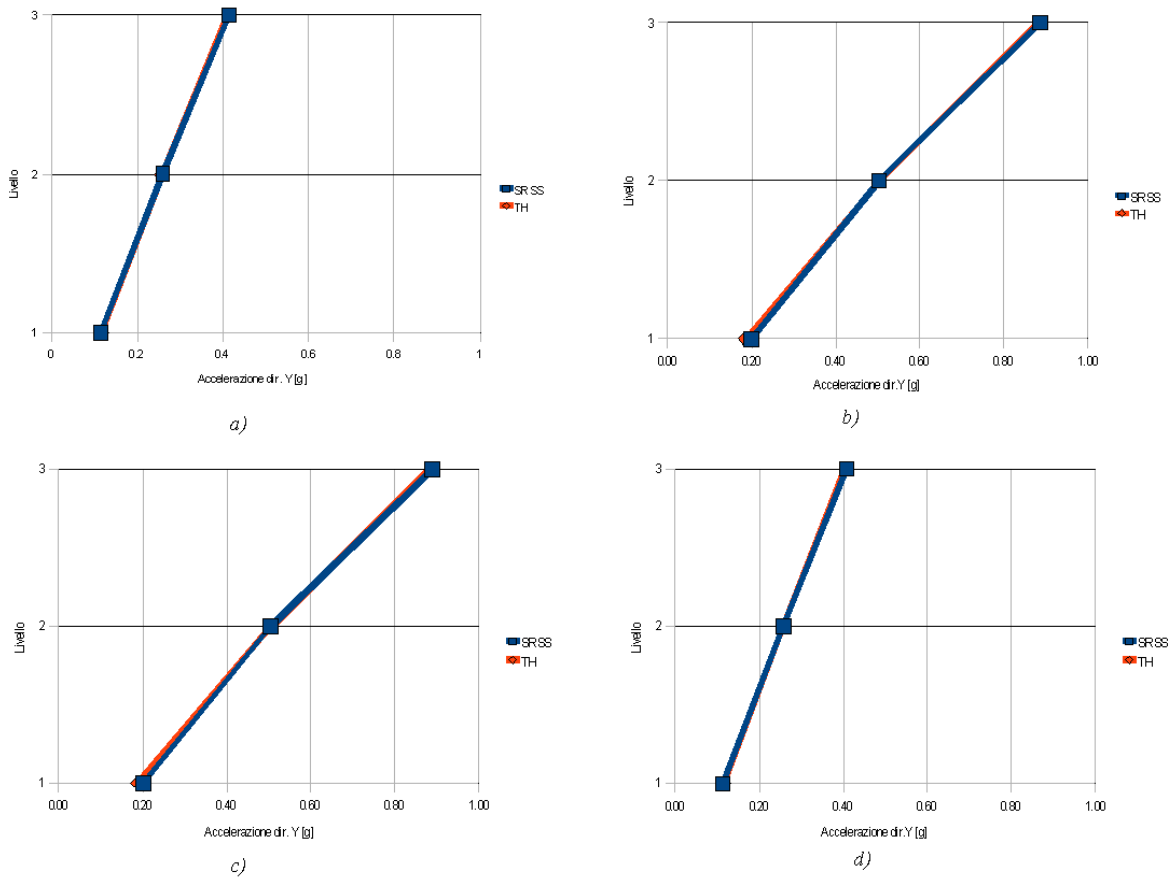 3
2
1
Livello
0
0.2
0.4
0.6
0.8
1
Accelerazione dir. Y [g]
SRSS
TH
a)
3
2
1
Livello
0.00
0.20
0.40
0.60
0.80
1.00
Accelerazione dir.Y [g]
SRSS
TH
b)
3
2
1
Livello
0.00
0.20
0.40
0.60
0.80
1.00
Accelerazione dir. Y [g]
SRSS
TH
c)
3
2
1
Livello
0.00
0.20
0.40
0.60
0.80
1.00
Accelerazione dir.Y [g]
SRSS
TH
d)